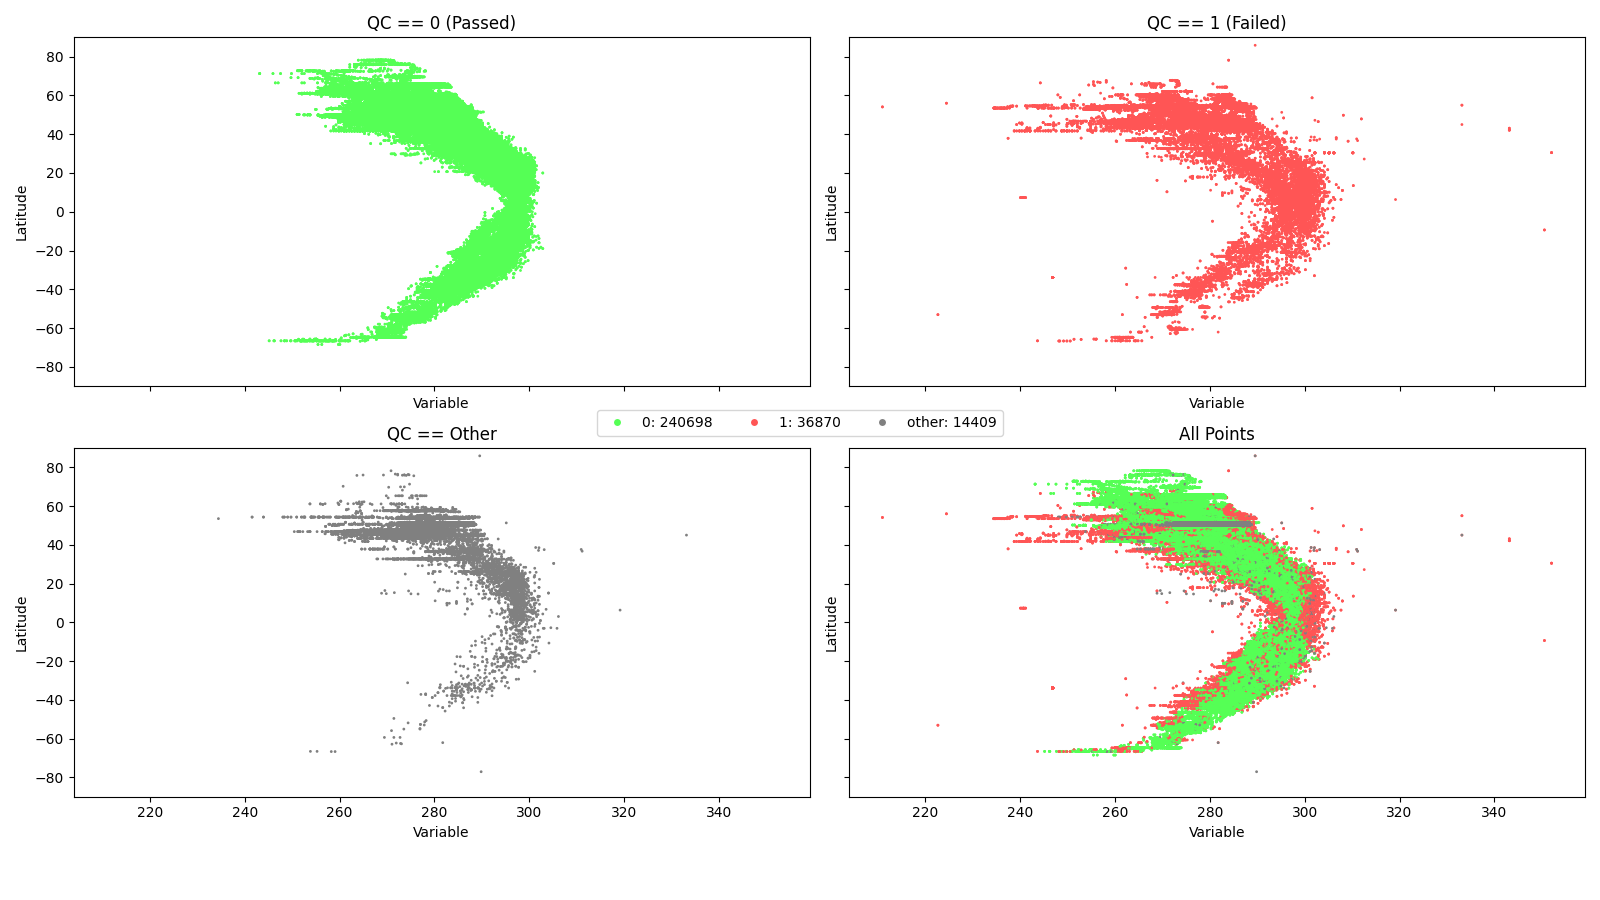 QC == 0 (Passed)
80
60
40
20
0
−20
−40
−60
−80
Latitude
Variable
QC == 1 (Failed)
Latitude
Variable
0: 240698 1: 36870 other: 14409
QC == Other
80
60
40
20
0
−20
−40
−60
−80
Latitude
220 240 260 280 300 320 340
Variable
All Points
Latitude
220 240 260 280 300 320 340
Variable